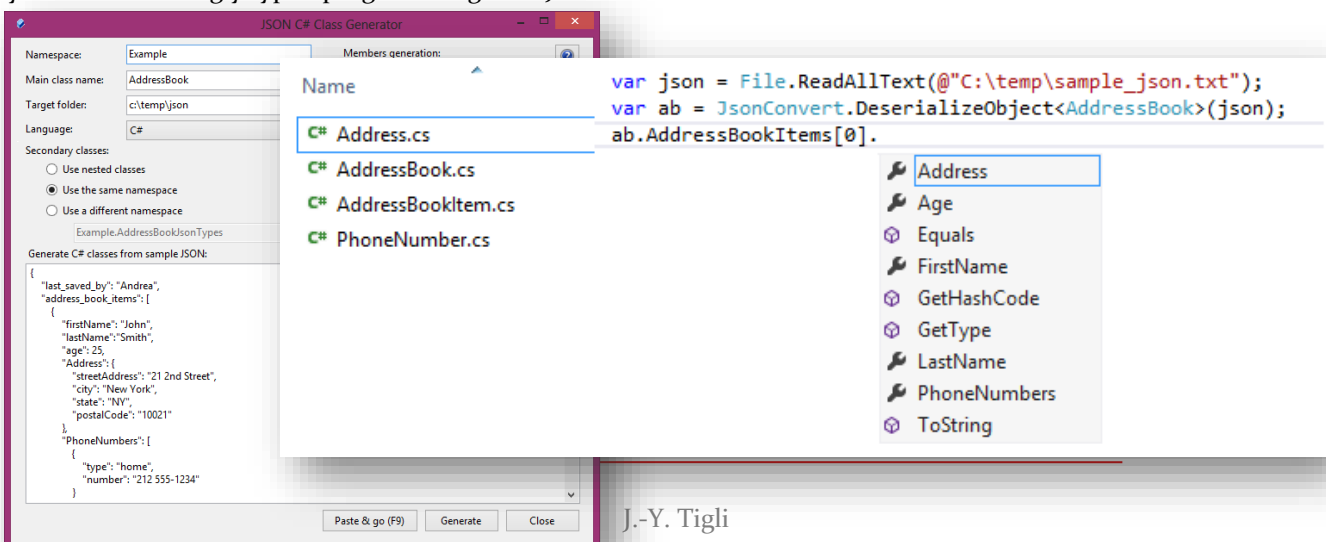 JSON C# Class Generator
Namespace:
Example
Members generation:
Main class name:
AddressBook
Target folder:
c:\temp\json
Language:
C#
Secondary classes:
Use nested classes
Use the same namespace
Use a different namespace
Example.AddressBookJsonTypes
Generate C# classes from sample JSON:
{
"last_saved_by": "Andrea",
"address_book_items": [
{
"firstName": "John",
"lastName":"Smith",
"age": 25,
"Address": {
"streetAddress": "21 2nd Street",
"city": "New York",
"state": "NY",
"postalCode": "10021"
},
"PhoneNumbers": [
{
"type": "home",
"number": "212 555-1234"
}
Paste & go (F9)
Generate
Close
Name
C# Address.cs
C# AddressBook.cs
C# AddressBookItem.cs
C# PhoneNumber.cs
var json = File.ReadAllText(@"C:\temp\sample_json.txt");
var ab = JsonConvert.DeserializeObject<AddressBook>(json);
ab.AddressBookItems[0].
Address
Age
Equals
FirstName
GetHashCode
GetType
LastName
PhoneNumbers
ToString
J.-Y. Tigli